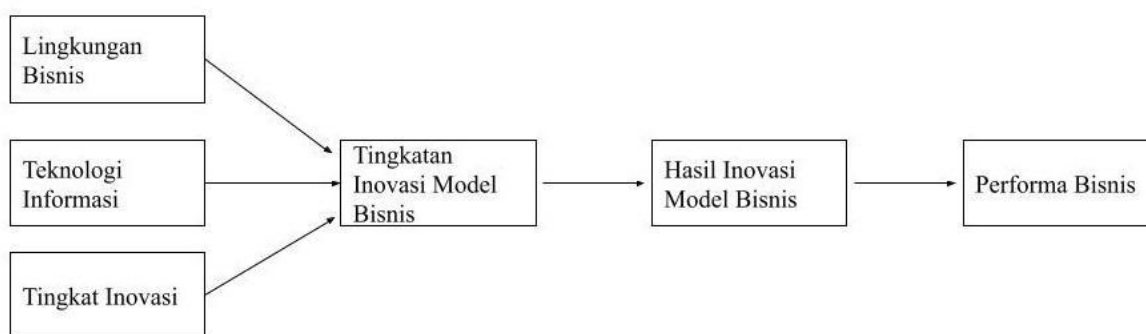 Lingkungan
Bisnis
Teknologi
Informasi
Tingkat Inovasi
Tingkatan
Inovasi Model
Bisnis
Hasil Inovasi
Model Bisnis
Performa Bisnis